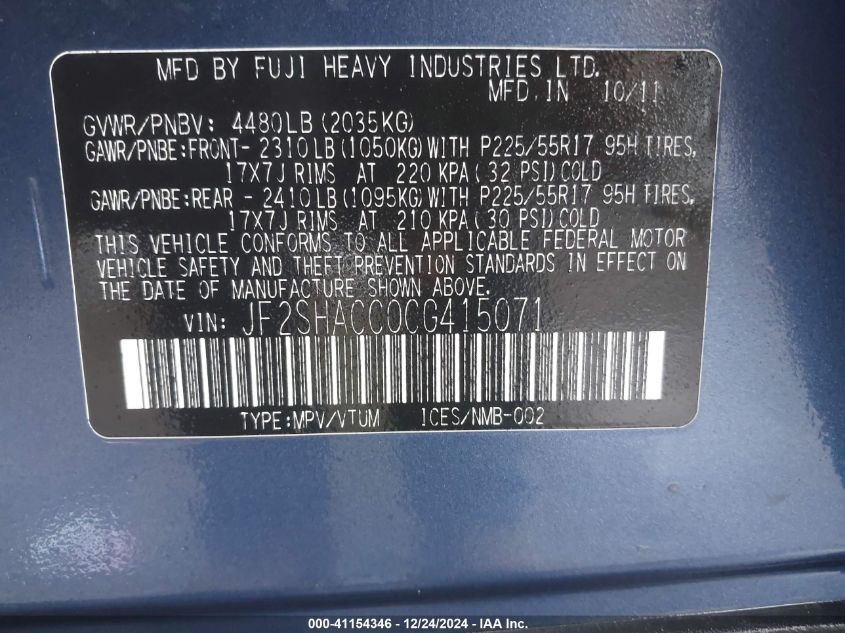 MFD BY FUJI HEAVY INDUSTRIES LTD.
MFD.IN 10/11
GVWR/PNBV: 4480LB(2035KG)
GAWR/PNBE:FRONT- 2310LB(1050KG)WITH P225/55R17 95H TIRES,
17X7J RIMS AT 220 KPA( 32 PSI)COLD
GAWR/PNBE:REAR - 2410LB(1095KG)WITH P225/55R17 95H TIRES,
17X7J RIMS AT 210 KPA( 30 PSI)COLD
THIS VEHICLE CONFORMS TO ALL APPLICABLE FEDERAL MOTOR
VEHICLE SAFETY AND THEFT PREVENTION STANDARDS IN EFFECT ON
THE DATE OF MANUFACTURE SHOWN ABOVE.
VIN: JF2SHACC0CG415071
TYPE:MPV/VTUM ICES/NMB-002
000-41154346 • 12/24/2024 - IAA Inc.